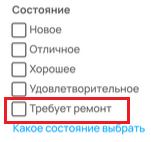 Состояние
Новое
Отличное
Хорошее
Удовлетворительное
Требует ремонт
Какое состояние выбрать